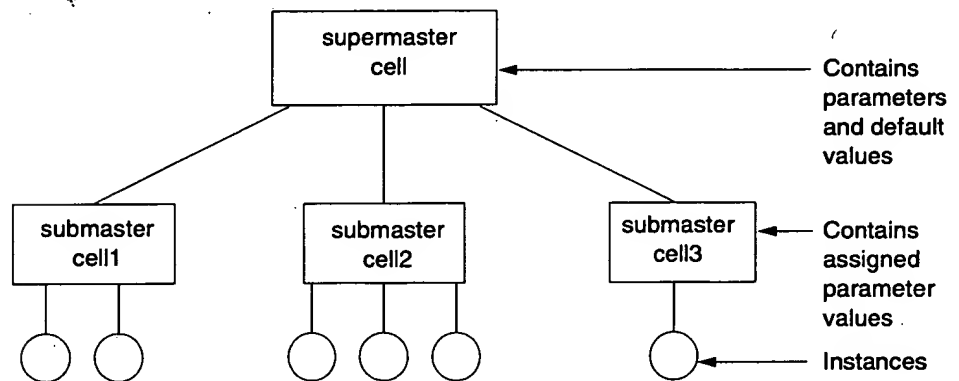 supermaster
cell
Contains
parameters
and default
values
submaster
cell1
submaster
cell2
submaster
cell3
Contains
assigned
parameter
values
Instances